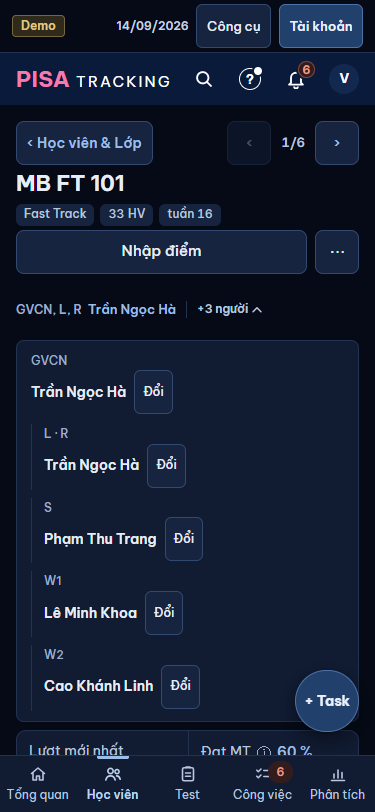 Demo
14/09/2026
Công cụ
Tài khoản
PISA TRACKING
?
6
V
‹ Học viên & Lớp
‹
1/6
›
MB FT 101
Fast Track
33 HV
tuần 16
Nhập điểm
...
GVCN, L, R Trần Ngọc Hà
+3 người
GVCN
Trần Ngọc Hà
Đổi
L · R
Trần Ngọc Hà
Đổi
S
Phạm Thu Trang
Đổi
W1
Lê Minh Khoa
Đổi
W2
Cao Khánh Linh
Đổi
+ Task
Lượt mới nhất
Đạt MT
60 %
6
Tổng quan
Học viên
Test
Công việc
Phân tích